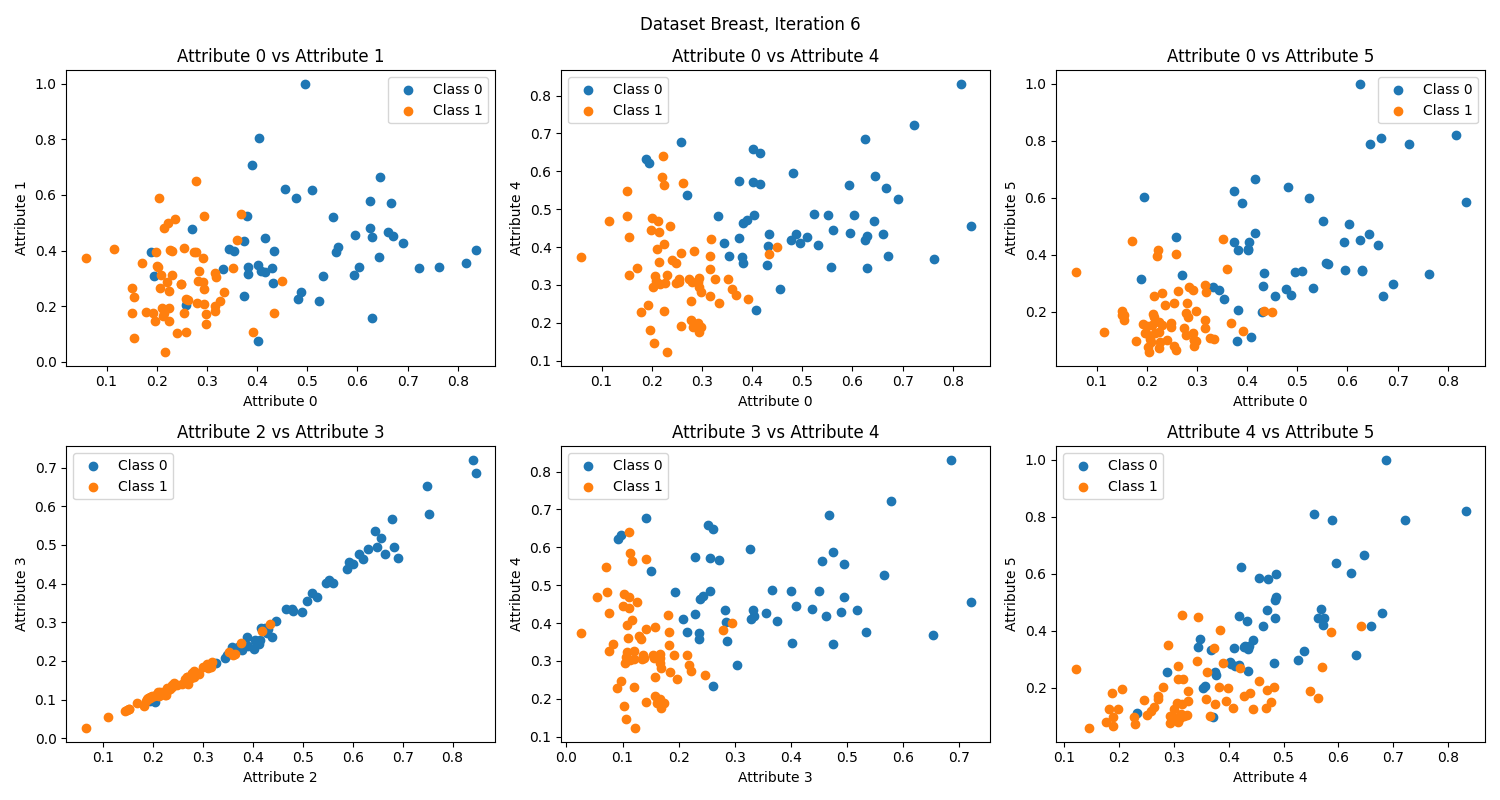 Dataset Breast, Iteration 6
Attribute 0 vs Attribute 1
1.0
0.8
0.6
0.4
0.2
0.0
Attribute 1
Class 0
Class 1
0.1 0.2 0.3 0.4 0.5 0.6 0.7 0.8
Attribute 0
Attribute 0 vs Attribute 4
0.8
0.7
0.6
0.5
0.4
0.3
0.2
0.1
Attribute 4
Class 0
Class 1
0.1 0.2 0.3 0.4 0.5 0.6 0.7 0.8
Attribute 0
Attribute 0 vs Attribute 5
1.0
0.8
0.6
0.4
0.2
Attribute 5
Class 0
Class 1
0.1 0.2 0.3 0.4 0.5 0.6 0.7 0.8
Attribute 0
Attribute 2 vs Attribute 3
0.7
0.6
0.5
0.4
0.3
0.2
0.1
0.0
Attribute 3
Class 0
Class 1
0.1 0.2 0.3 0.4 0.5 0.6 0.7 0.8
Attribute 2
Attribute 3 vs Attribute 4
0.8
0.7
0.6
0.5
0.4
0.3
0.2
0.1
Attribute 4
Class 0
Class 1
0.0 0.1 0.2 0.3 0.4 0.5 0.6 0.7
Attribute 3
Attribute 4 vs Attribute 5
1.0
0.8
0.6
0.4
0.2
Attribute 5
Class 0
Class 1
0.1 0.2 0.3 0.4 0.5 0.6 0.7 0.8
Attribute 4